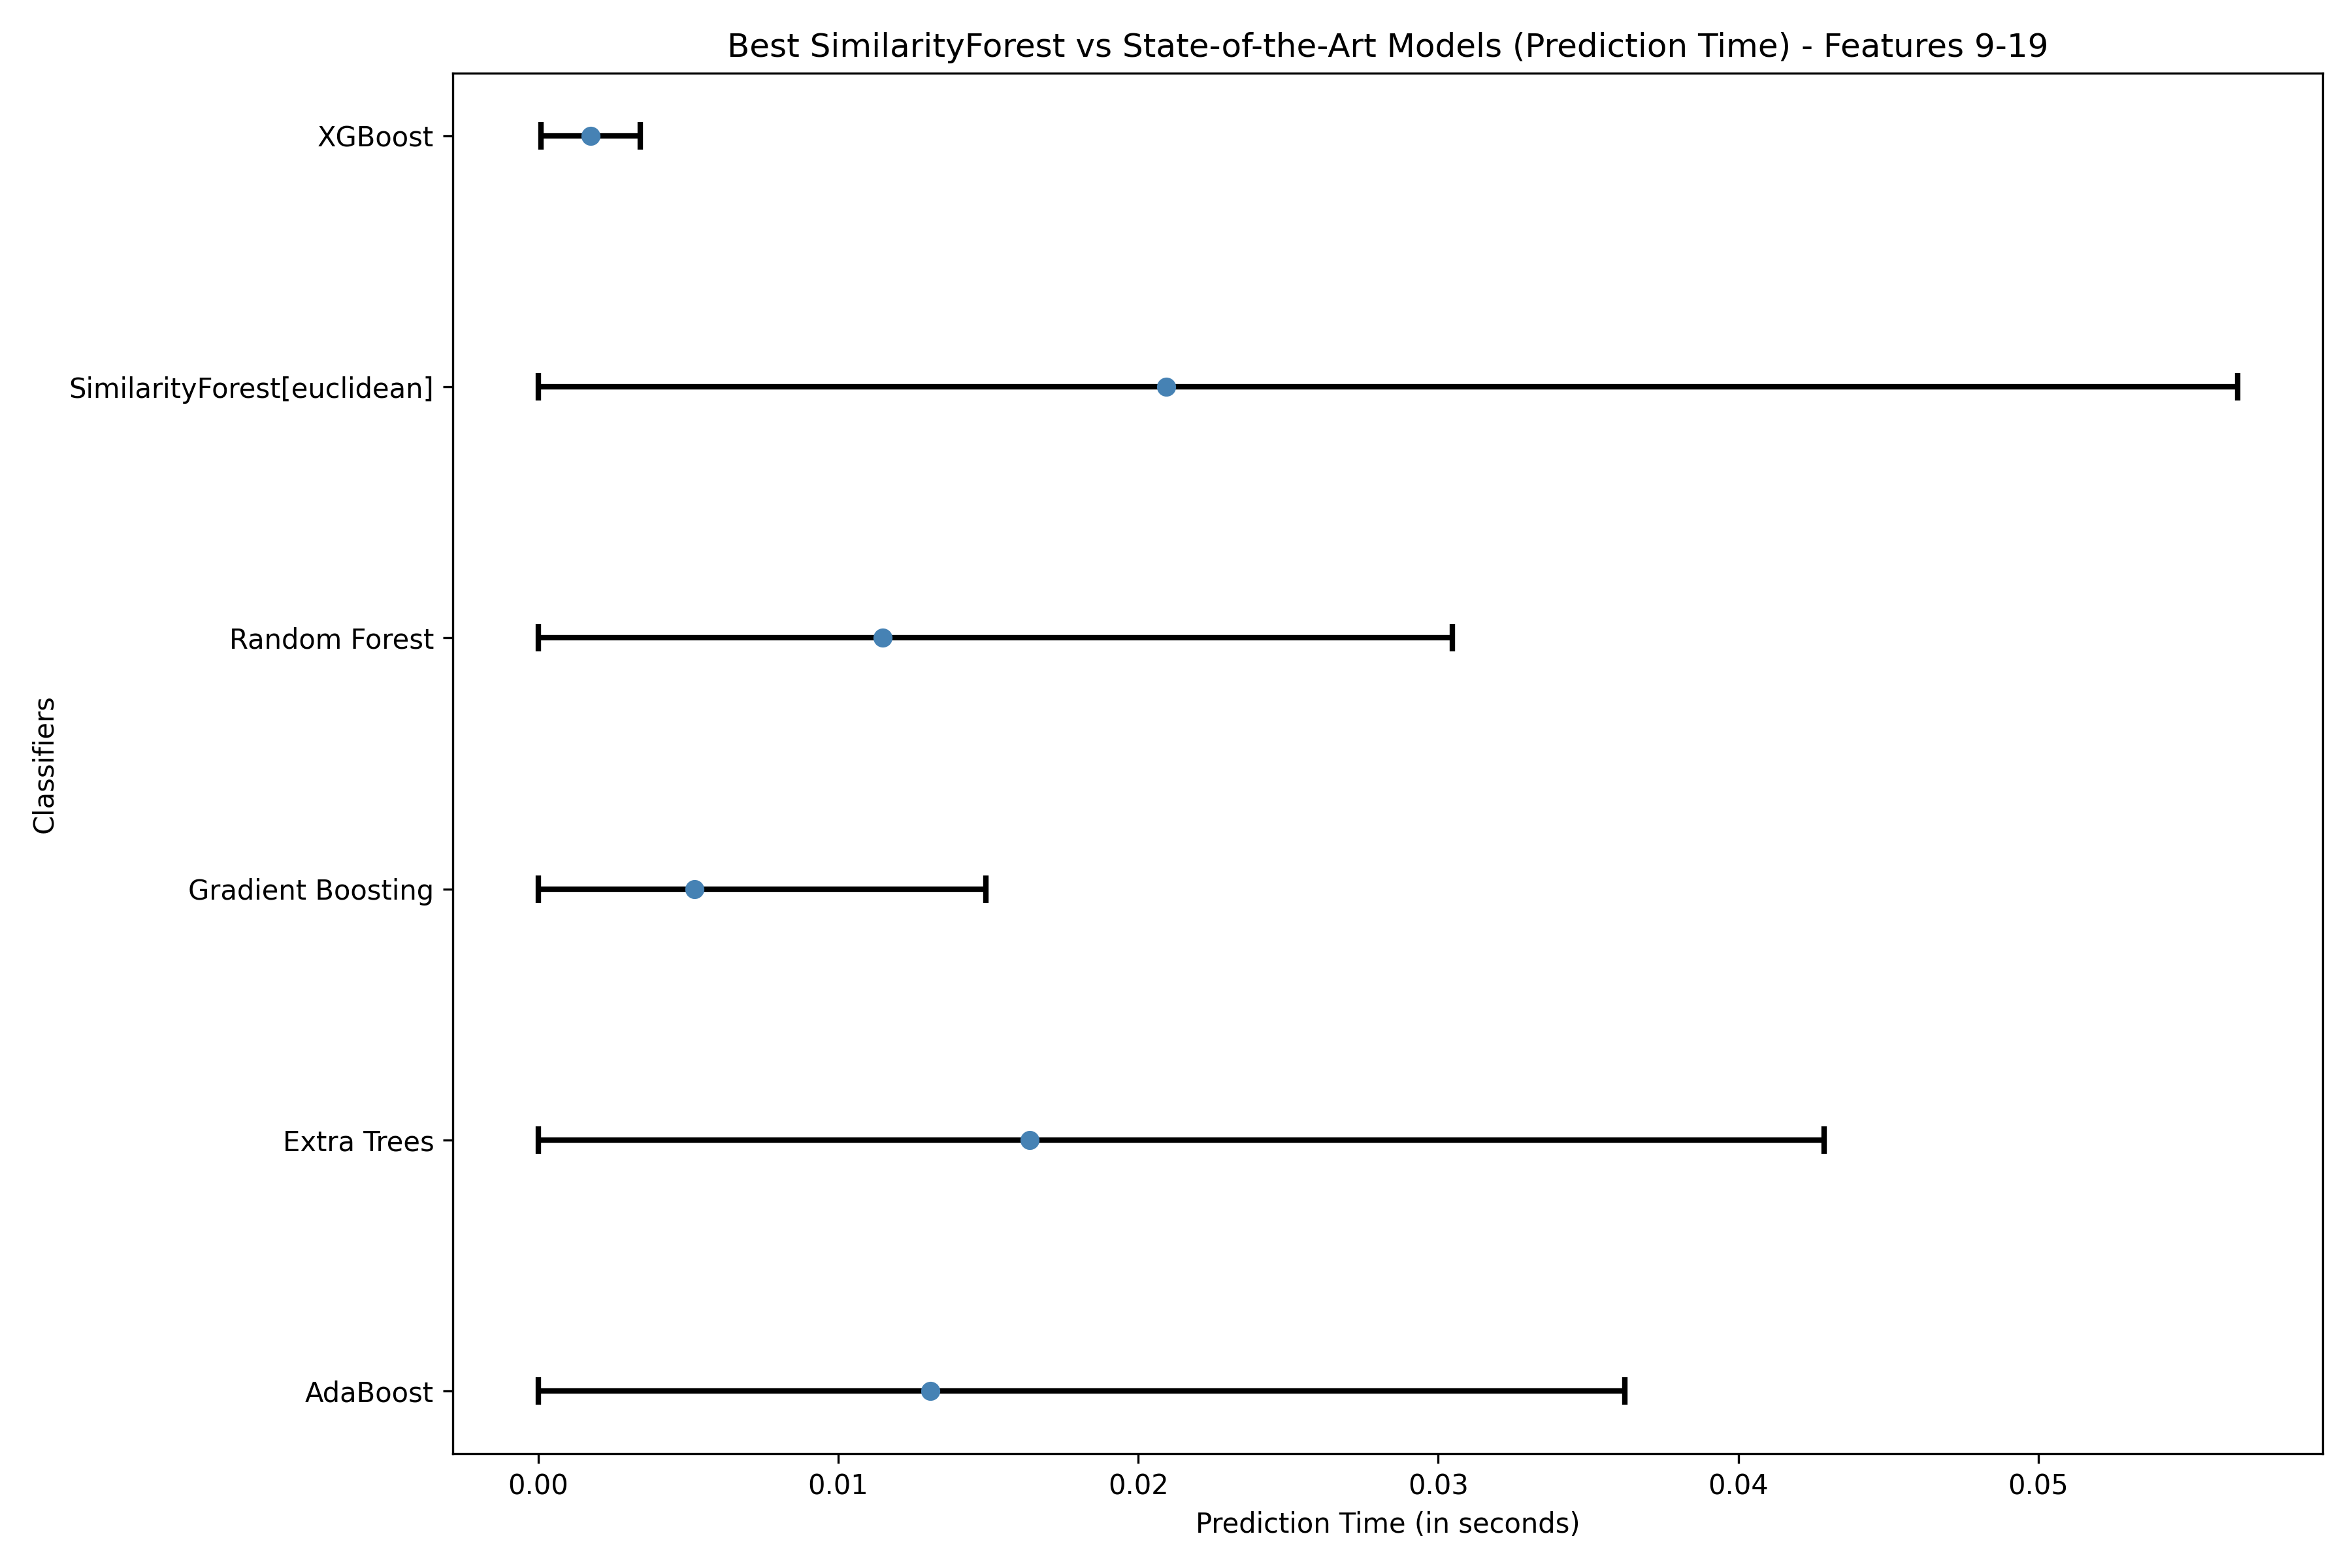 Best SimilarityForest vs State-of-the-Art Models (Prediction Time) - Features 9-19
XGBoost
SimilarityForest[euclidean]
Random Forest
Gradient Boosting
Extra Trees
AdaBoost
Classifiers
0.00 0.01 0.02 0.03 0.04 0.05
Prediction Time (in seconds)